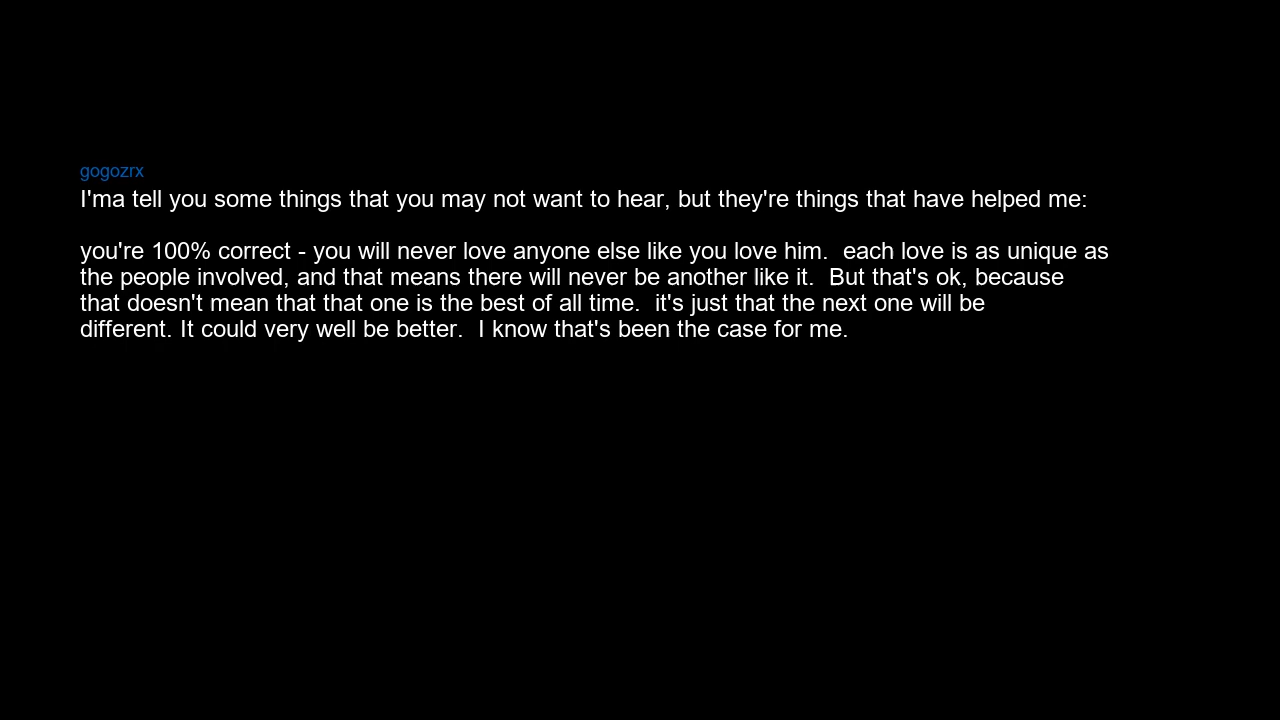 gogozrx
I'ma tell you some things that you may not want to hear, but they're things that have helped me:
you're 100% correct - you will never love anyone else like you love him.  each love is as unique as
the people involved, and that means there will never be another like it.  But that's ok, because
that doesn't mean that that one is the best of all time.  it's just that the next one will be
different. It could very well be better.  I know that's been the case for me.